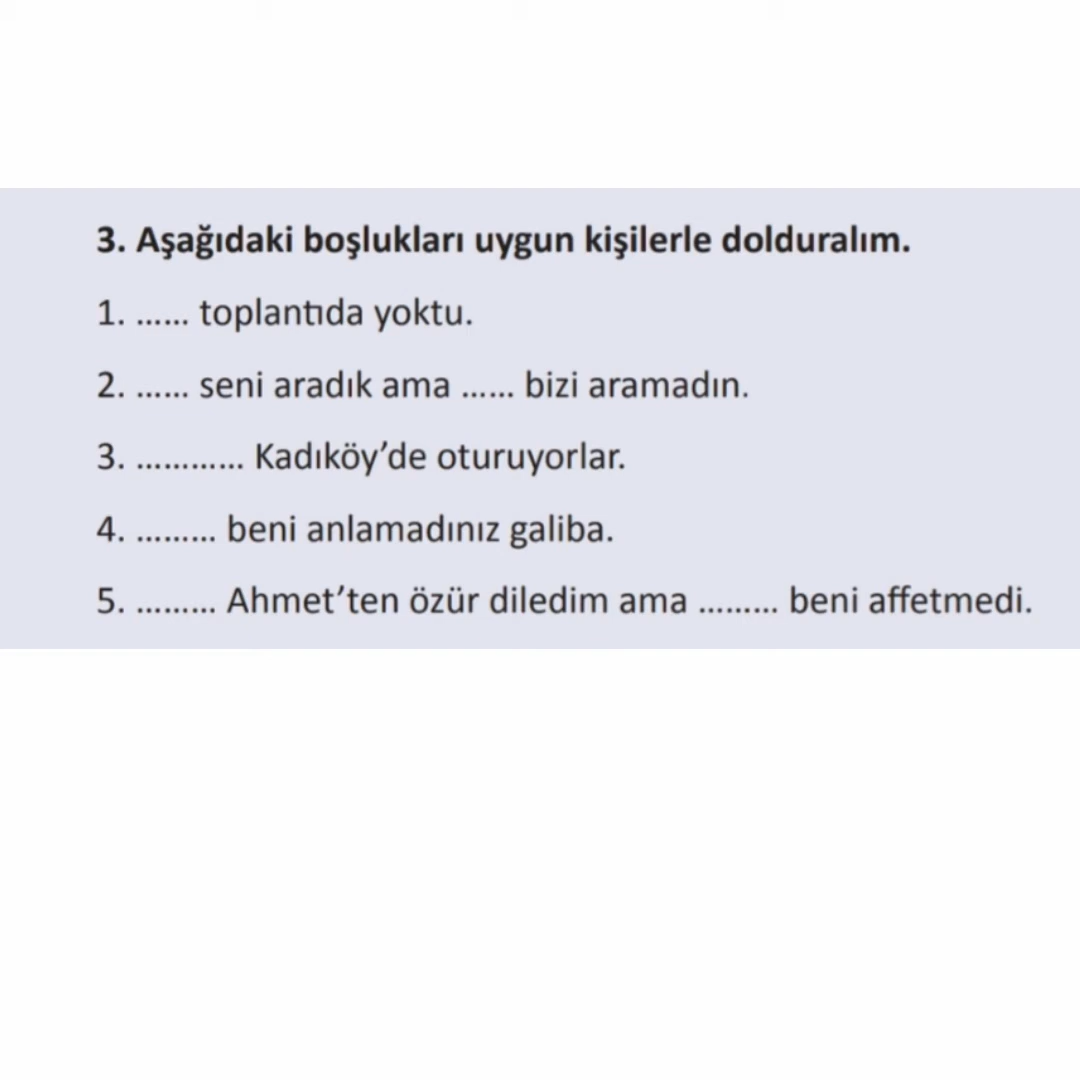 3. Aşağıdaki boşlukları uygun kişilerle dolduralım.
1. ...... toplantıda yoktu.
2. ...... seni aradık ama ...... bizi aramadın.
3. ............ Kadıköy’de oturuyorlar.
4. ......... beni anlamadınız galiba.
5. ......... Ahmet’ten özür diledim ama ......... beni affetmedi.